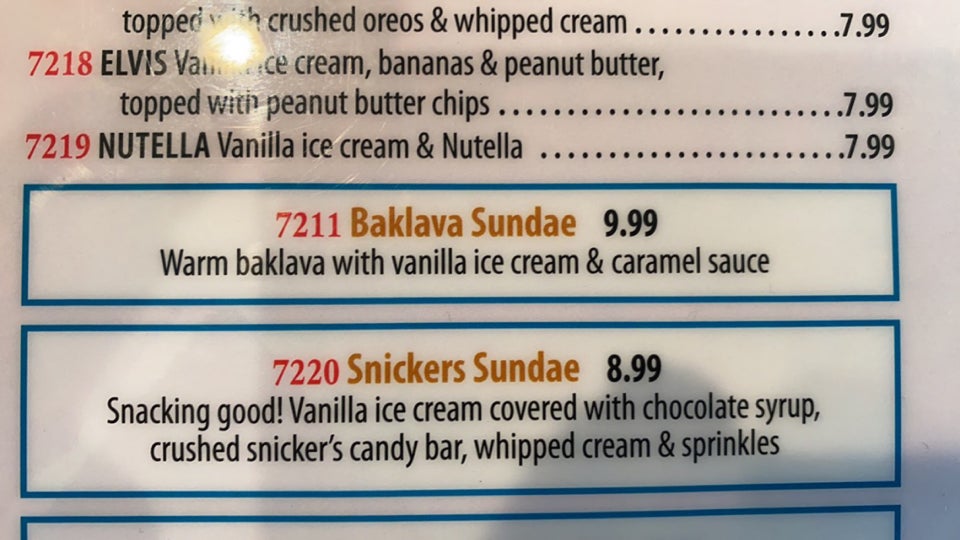 topped with crushed oreos & whipped cream ................7.99
7218 ELVIS Vanilla ice cream, bananas & peanut butter,
topped with peanut butter chips ...........................7.99
7219 NUTELLA Vanilla ice cream & Nutella ........................7.99
7211 Baklava Sundae 9.99
Warm baklava with vanilla ice cream & caramel sauce
7220 Snickers Sundae 8.99
Snacking good! Vanilla ice cream covered with chocolate syrup,
crushed snicker's candy bar, whipped cream & sprinkles